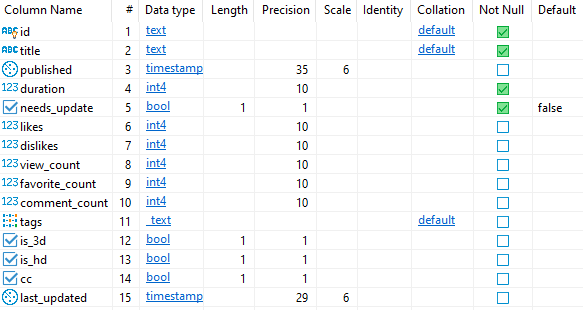 Column Name # Data type Length Precision Scale Identity Collation Not Null Default
ABC id 1 text default
ABC title 2 text default
published 3 timestamp 35 6
123 duration 4 int4 10
needs_update 5 bool 1 1 false
123 likes 6 int4 10
123 dislikes 7 int4 10
123 view_count 8 int4 10
123 favorite_count 9 int4 10
123 comment_count 10 int4 10
tags 11 _text default
is_3d 12 bool 1 1
is_hd 13 bool 1 1
cc 14 bool 1 1
last_updated 15 timestamp 29 6